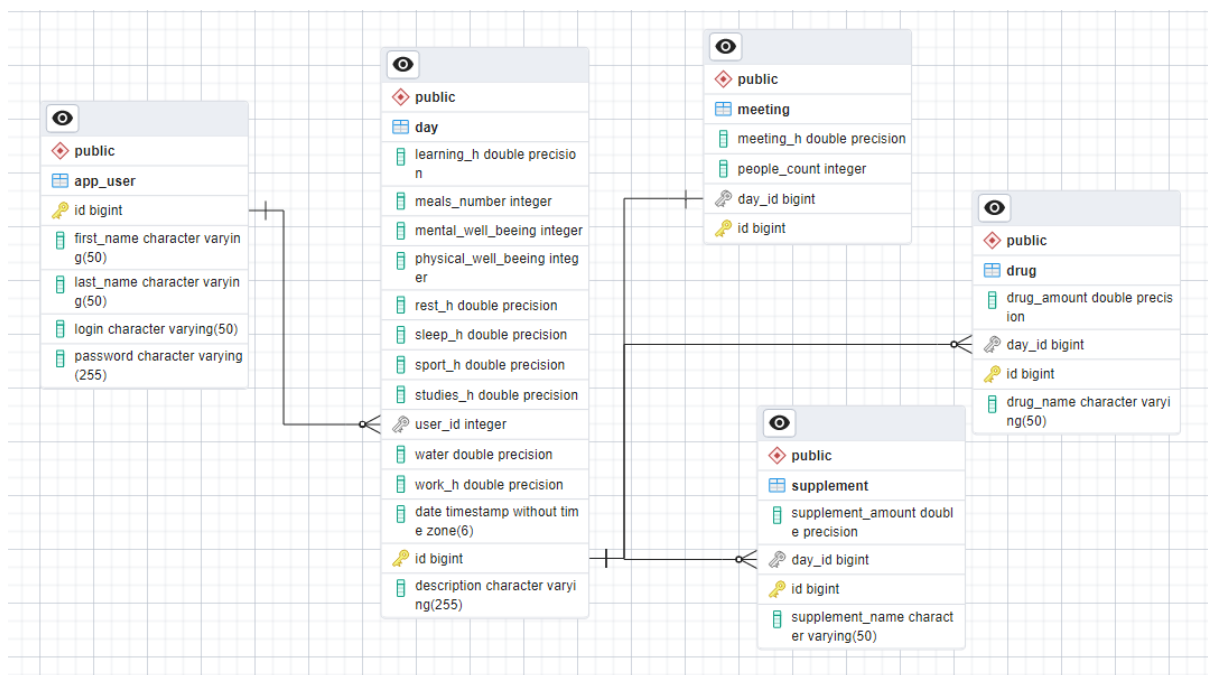 public
app_user
id bigint
first_name character varyin
g(50)
last_name character varyin
g(50)
login character varying(50)
password character varying
(255)
public
day
learning_h double precisio
n
meals_number integer
mental_well_beeing integer
physical_well_beeing integ
er
rest_h double precision
sleep_h double precision
sport_h double precision
studies_h double precision
user_id integer
water double precision
work_h double precision
date timestamp without tim
e zone(6)
id bigint
description character varyi
ng(255)
public
meeting
meeting_h double precision
people_count integer
day_id bigint
id bigint
public
drug
drug_amount double precis
ion
day_id bigint
id bigint
drug_name character varyi
ng(50)
public
supplement
supplement_amount doubl
e precision
day_id bigint
id bigint
supplement_name charact
er varying(50)